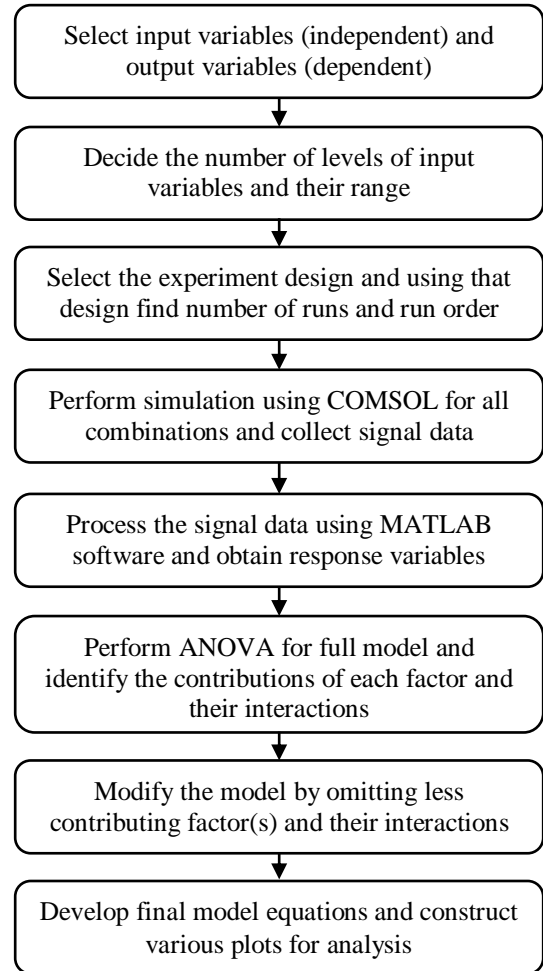 Select input variables (independent) and
output variables (dependent)
Decide the number of levels of input
variables and their range
Select the experiment design and using that
design find number of runs and run order
Perform simulation using COMSOL for all
combinations and collect signal data
Process the signal data using MATLAB
software and obtain response variables
Perform ANOVA for full model and
identify the contributions of each factor and
their interactions
Modify the model by omitting less
contributing factor(s) and their interactions
Develop final model equations and construct
various plots for analysis